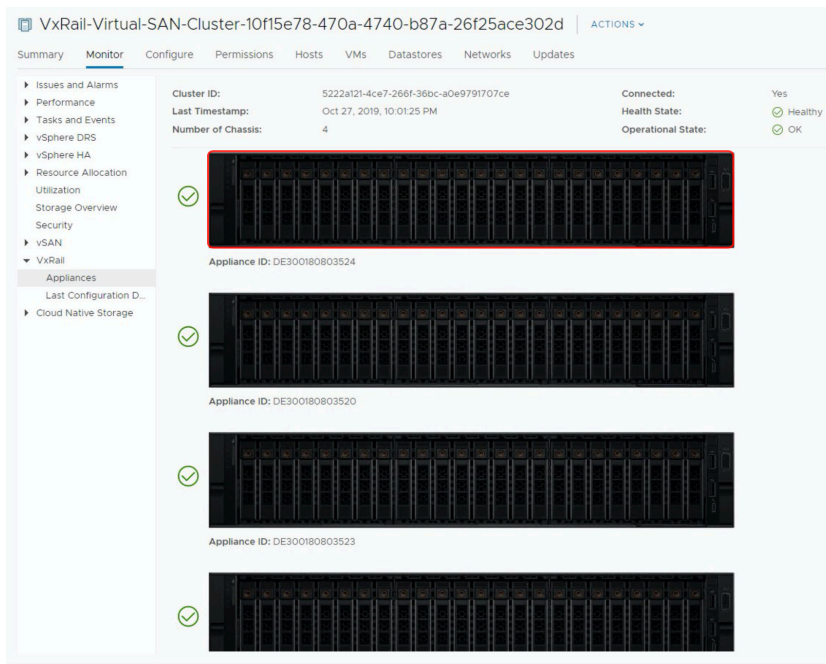 VxRail-Virtual-SAN-Cluster-10f15e78-470a-4740-b87a-26f25ace302d ACTIONS
Summary Monitor Configure Permissions Hosts VMs Datastores Networks Updates
Issues and Alarms
Performance
Tasks and Events
vSphere DRS
vSphere HA
Resource Allocation
Utilization
Storage Overview
Security
vSAN
VxRail
Appliances
Last Configuration D...
Cloud Native Storage
Cluster ID: 5222a121-4ce7-266f-36bc-a0e9791707ce Connected: Yes
Last Timestamp: Oct 27, 2019, 10:01:25 PM Health State: Healthy
Number of Chassis: 4 Operational State: OK
Appliance ID: DE300180803524
Appliance ID: DE300180803520
Appliance ID: DE300180803523